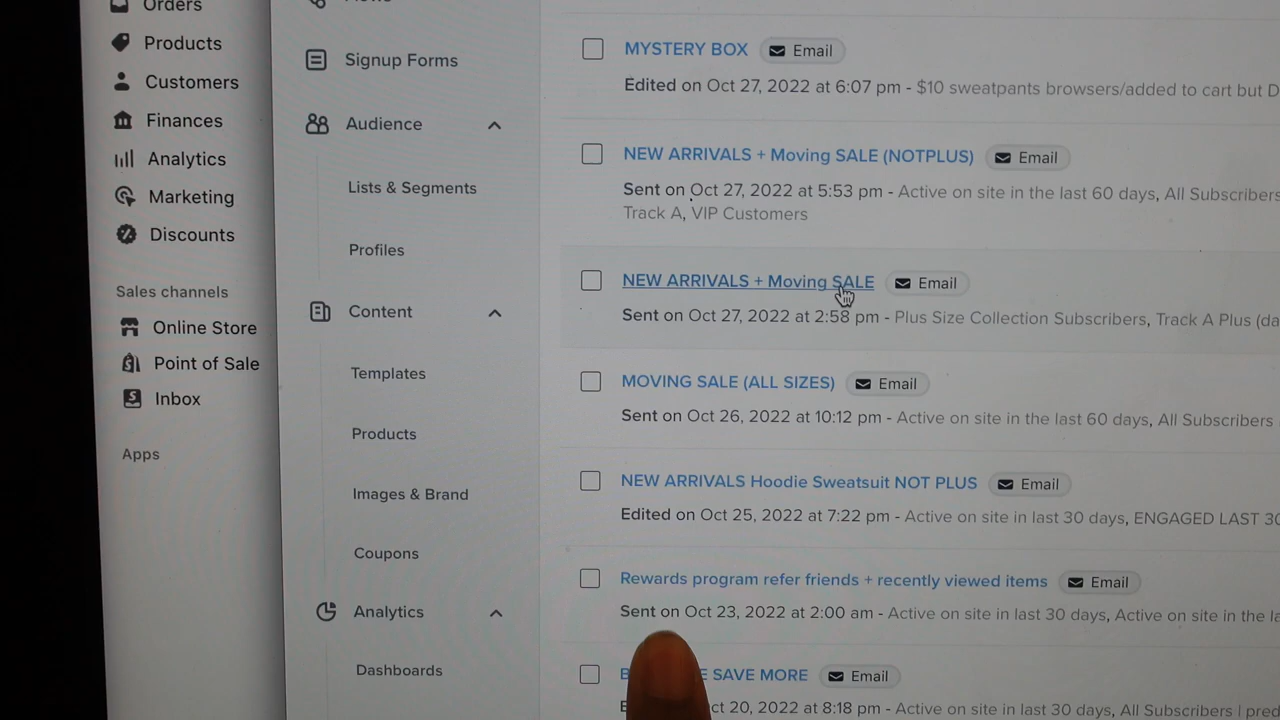 Orders
Products
Customers
Finances
Analytics
Marketing
Discounts
Sales channels
Online Store
Point of Sale
Inbox
Apps
Signup Forms
Audience
Lists & Segments
Profiles
Content
Templates
Products
Images & Brand
Coupons
Analytics
Dashboards
MYSTERY BOX Email
Edited on Oct 27, 2022 at 6:07 pm - $10 sweatpants browsers/added to cart but
NEW ARRIVALS + Moving SALE (NOTPLUS) Email
Sent on Oct 27, 2022 at 5:53 pm - Active on site in the last 60 days, All Subscribers
Track A, VIP Customers
NEW ARRIVALS + Moving SALE Email
Sent on Oct 27, 2022 at 2:58 pm - Plus Size Collection Subscribers, Track A Plus (da
MOVING SALE (ALL SIZES) Email
Sent on Oct 26, 2022 at 10:12 pm - Active on site in the last 60 days, All Subscribers
NEW ARRIVALS Hoodie Sweatsuit NOT PLUS Email
Edited on Oct 25, 2022 at 7:22 pm - Active on site in last 30 days, ENGAGED LAST 30
Rewards program refer friends + recently viewed items Email
Sent on Oct 23, 2022 at 2:00 am - Active on site in last 30 days, Active on site in the la
SAVE MORE Email
ct 20, 2022 at 8:18 pm - Active on site in last 30 days, All Subscribers | pred